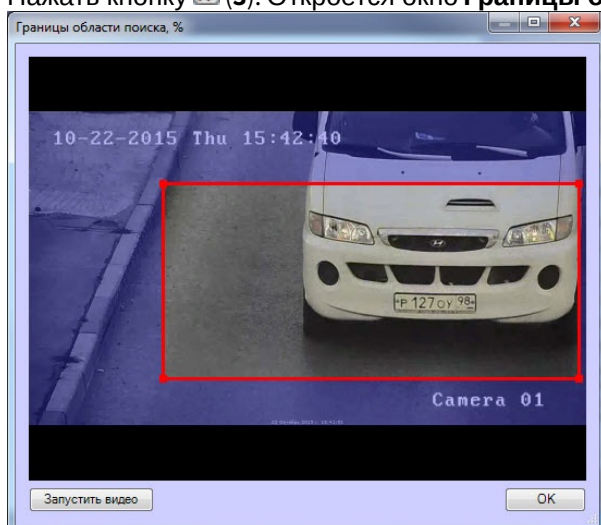 Нажать кнопку (3). Откроется окно Границы о
Границы области поиска, %
10-22-2015 Thu 15:42:40
P 127 OY 98
Camera 01
Запустить видео
OK